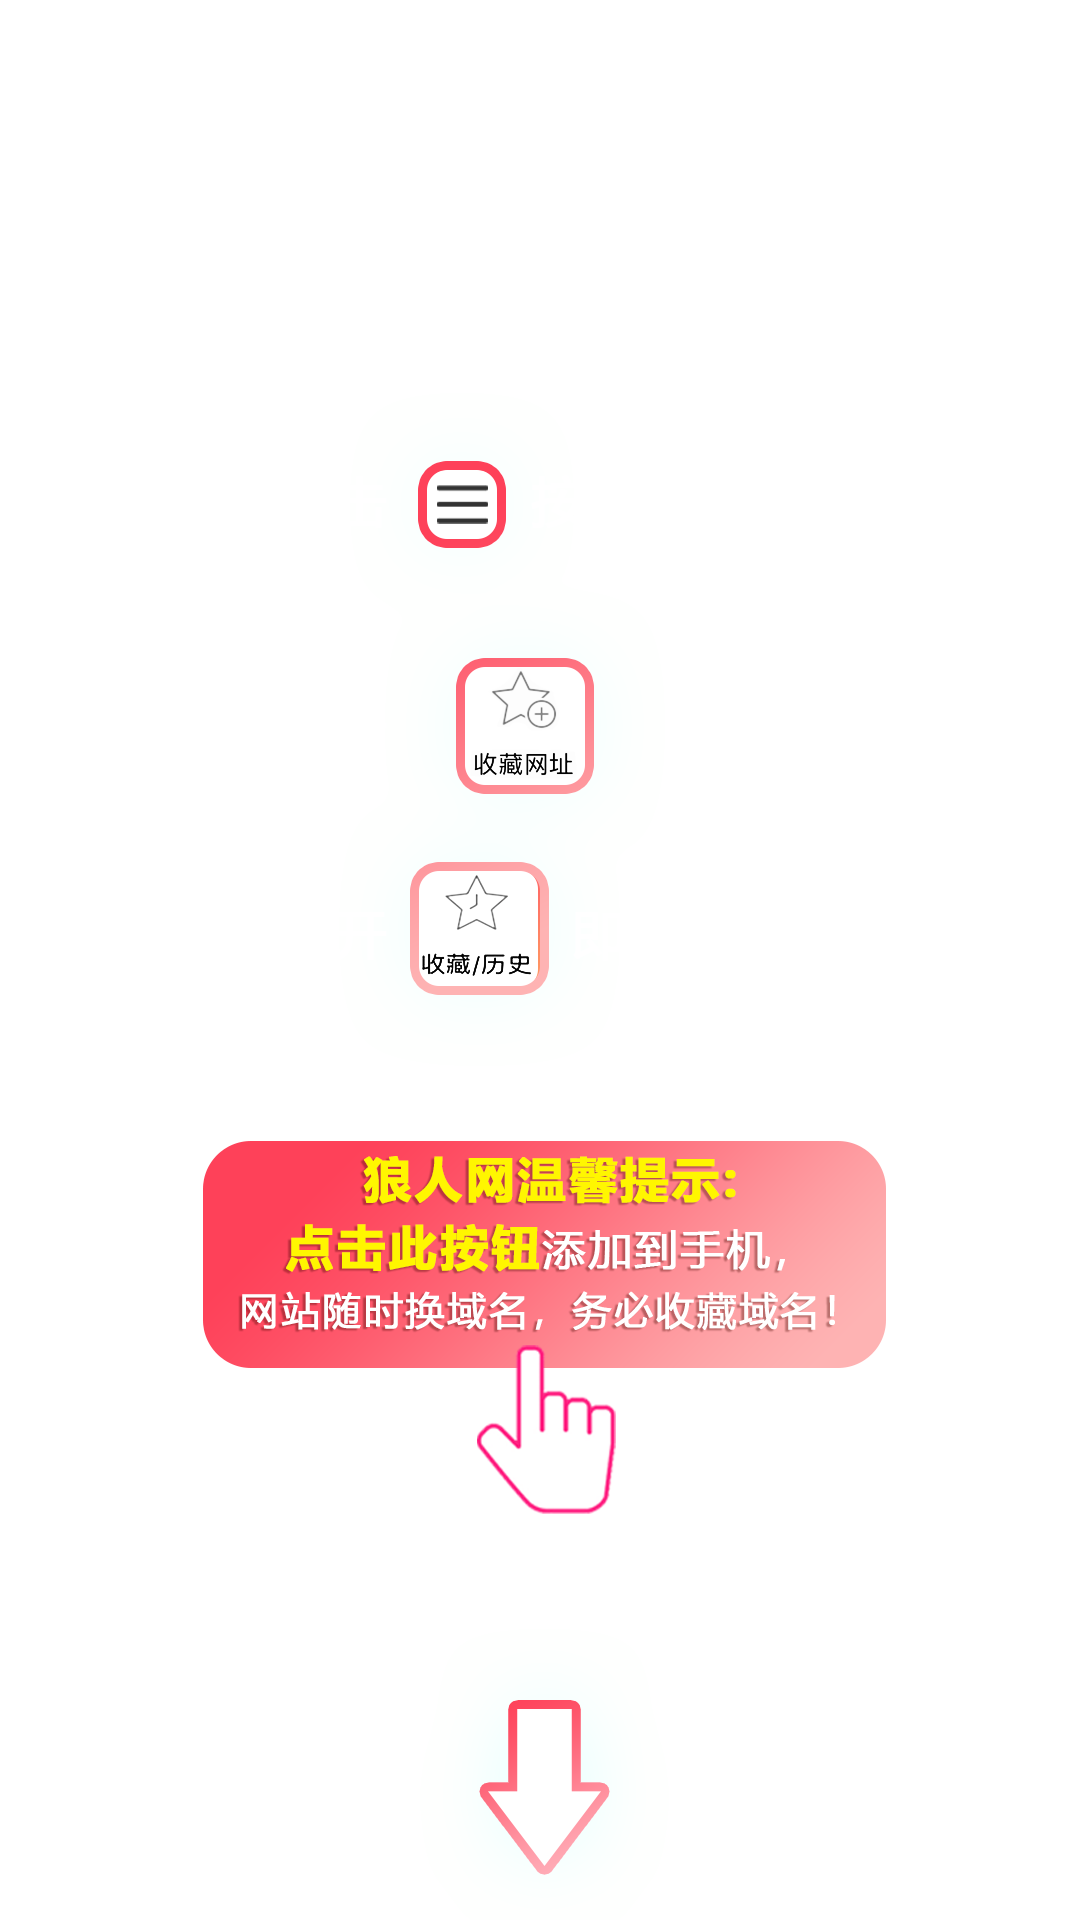 收藏网址
收藏/历史
狼人网温馨提示:
点击此按钮添加到手机，
网站随时换域名，务必收藏域名！